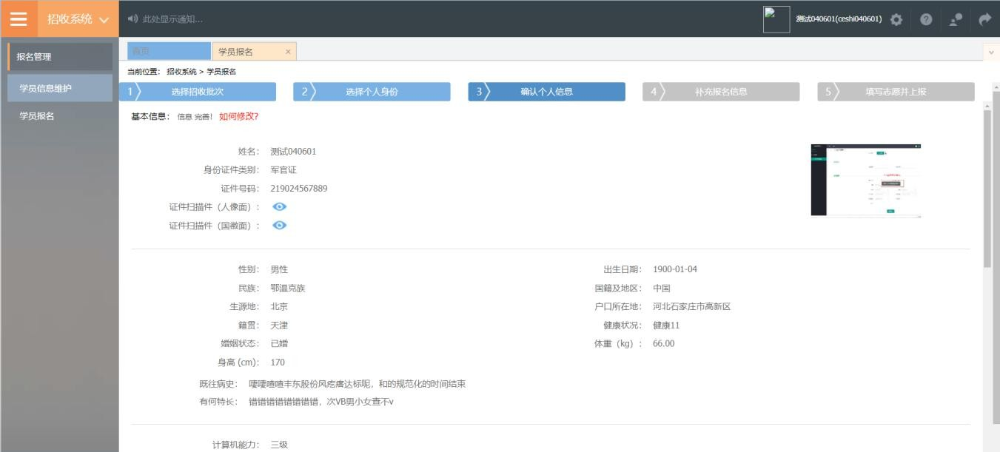 招收系统
此处显示通知...
测试040601(ceshi040601)
报名管理
学员信息维护
学员报名
首页
学员报名 ×
当前位置： 招收系统 > 学员报名
1 选择招收批次
2 选择个人身份
3 确认个人信息
4 补充报名信息
5 填写志愿并上报
基本信息： 信息 完善！ 如何修改?
姓名： 测试040601
身份证件类别： 军官证
证件号码： 219024567889
证件扫描件（人像面）：
证件扫描件（国徽面）：
性别： 男性
出生日期： 1900-01-04
民族： 鄂温克族
国籍及地区： 中国
生源地： 北京
户口所在地： 河北石家庄市高新区
籍贯： 天津
健康状况： 健康11
婚姻状态： 已婚
体重（kg）： 66.00
身高 (cm)： 170
既往病史： 啛啛喳喳丰东股份风疙瘩达标呢，和的规范化的时间结束
有何特长： 错错错错错错错错，次VB男小女查不v
计算机能力： 三级